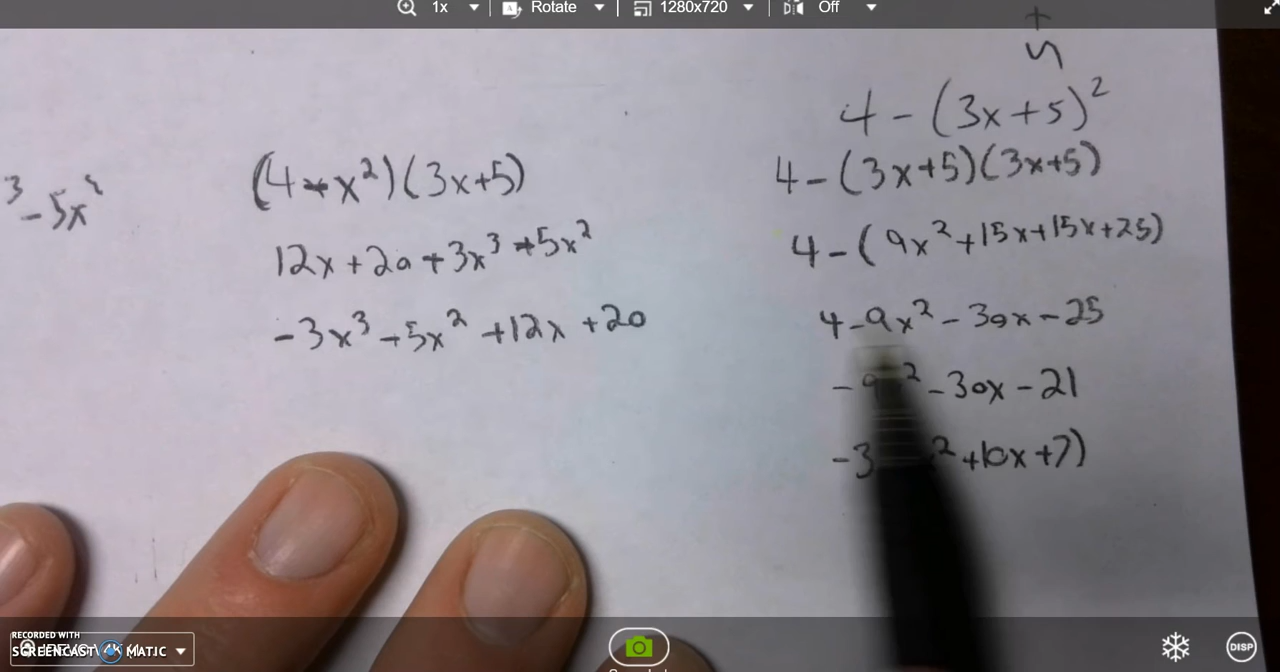 1x Rotate 1280x720 Off
+
4 - (3x+5)²
(4-x²)(3x+5)
4-(3x+5)(3x+5)
3 - 5x²
12x+20+3x³+5x²
4-(9x²+15x+15x+25)
-3x³+5x²+12x+20
4-9x²-30x-25
-9x²-30x-21
-3 ² +10x+7)
RECORDED WITH
SCREENCAST MATIC
DISP